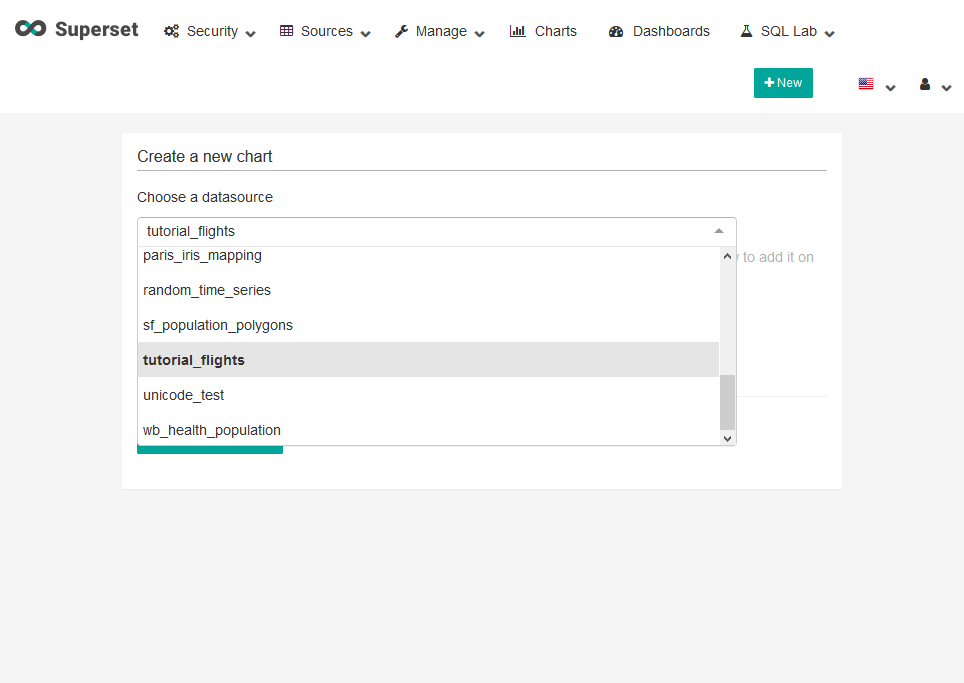 Superset Security Sources Manage Charts Dashboards SQL Lab
New
Create a new chart
Choose a datasource
tutorial_flights
paris_iris_mapping
to add it on
random_time_series
sf_population_polygons
tutorial_flights
unicode_test
wb_health_population